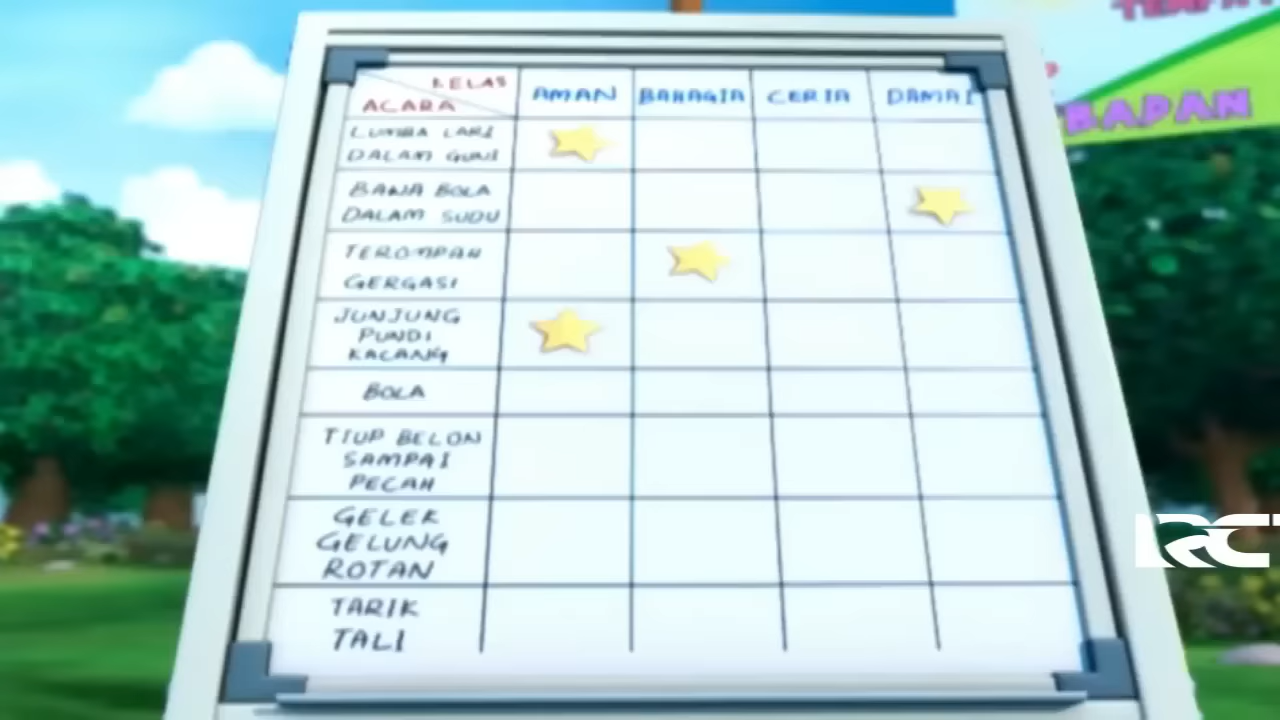 KELAS
ACARA
AMAN
BAHAGIA
CERIA
DAMAI
LUMBA LARI
DALAM GUNI
BAWA BOLA
DALAM SUDU
TEROMPAH
GERGASI
JUNJUNG
PUNDI
KACANG
BOLA
TIUP BELON
SAMPAI
PECAH
GELEK
GELUNG
ROTAN
TARIK
TALI